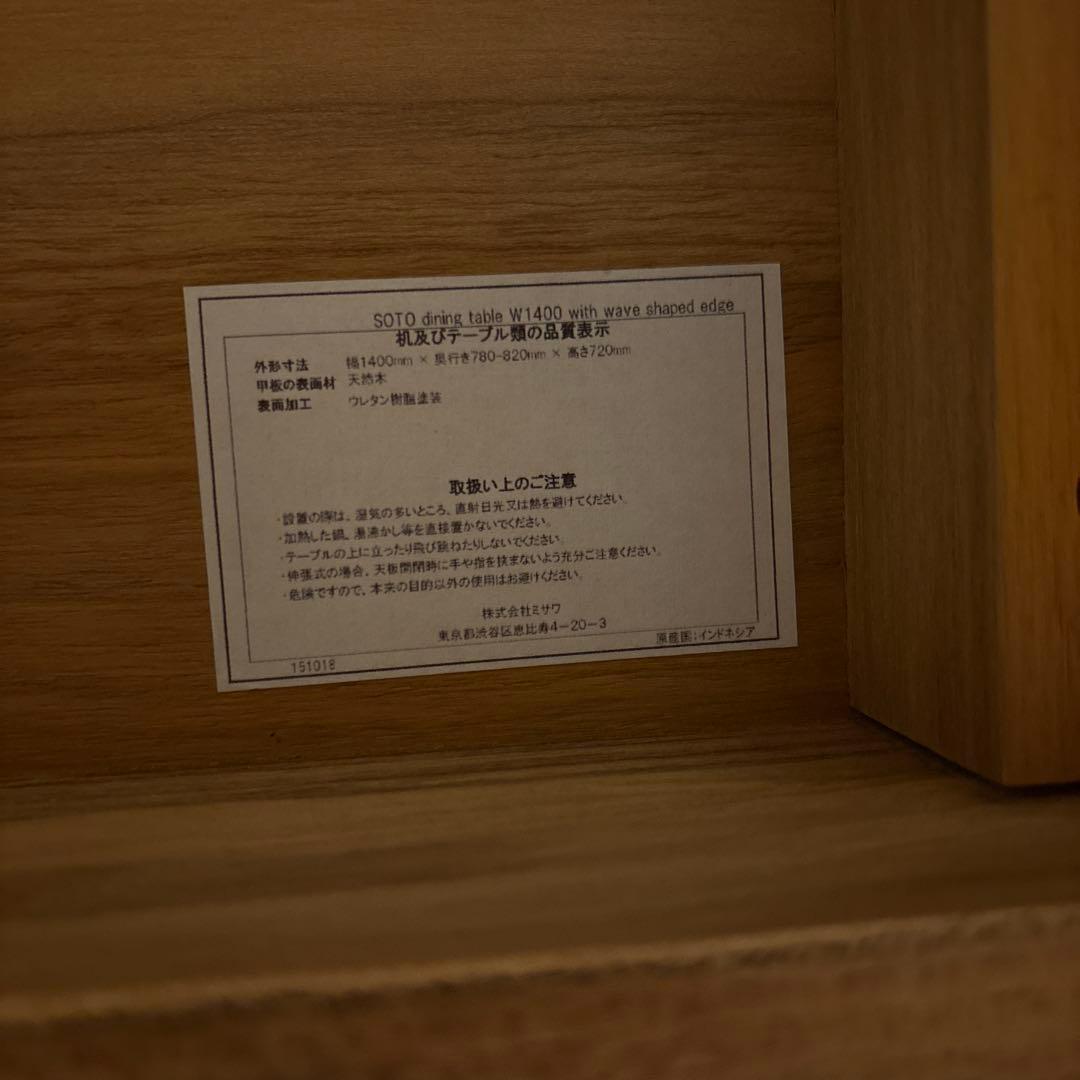 SOTO dining table W1400 with wave shaped edge
机及びテーブル類の品質表示
外形寸法 幅1400mm × 奥行き780-820mm × 高さ720mm
甲板の表面材 天然木
表面加工 ウレタン樹脂塗装
取扱い上のご注意
・設置の際は、湿気の多いところ、直射日光又は熱を避けてください。
・加熱した鍋、湯沸かし等を直接置かないでください。
・テーブルの上に立ったり飛び跳ねたりしないでください。
・伸張式の場合、天板開閉時に手や指を挟まないよう充分ご注意ください。
・危険ですので、本来の目的以外の使用はお避けください。
株式会社ミサワ
東京都渋谷区恵比寿4-20-3
原産国:インドネシア
151018